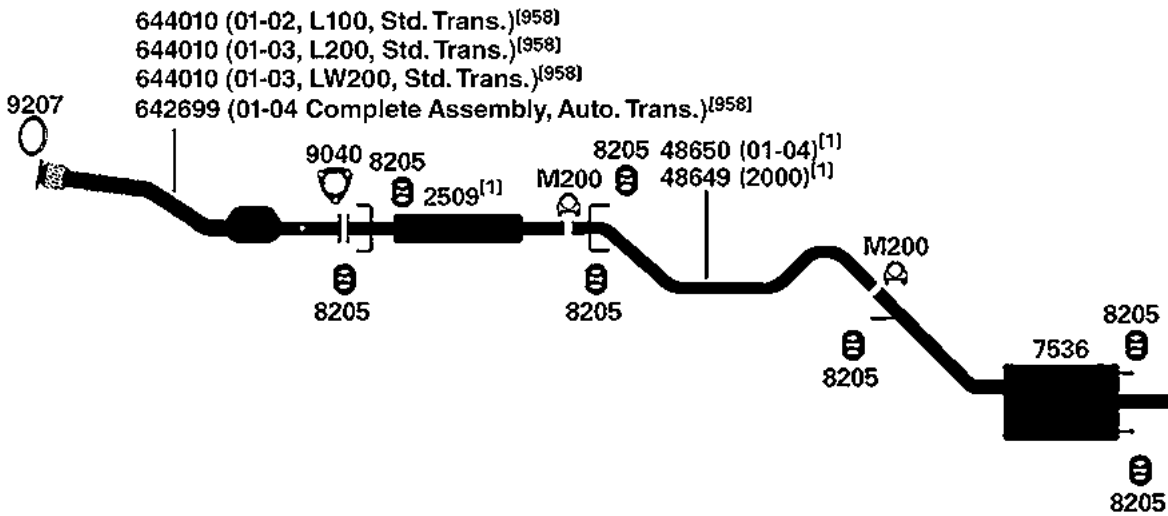 644010 (01-02, L100, Std. Trans.)[958]
644010 (01-03, L200, Std. Trans.)[958]
644010 (01-03, LW200, Std. Trans.)[958]
642699 (01-04 Complete Assembly, Auto. Trans.)[958]
9207
9040
8205
2509[1]
M200
8205
48650 (01-04)[1]
48649 (2000)[1]
M200
8205
8205
8205
7536
8205
8205